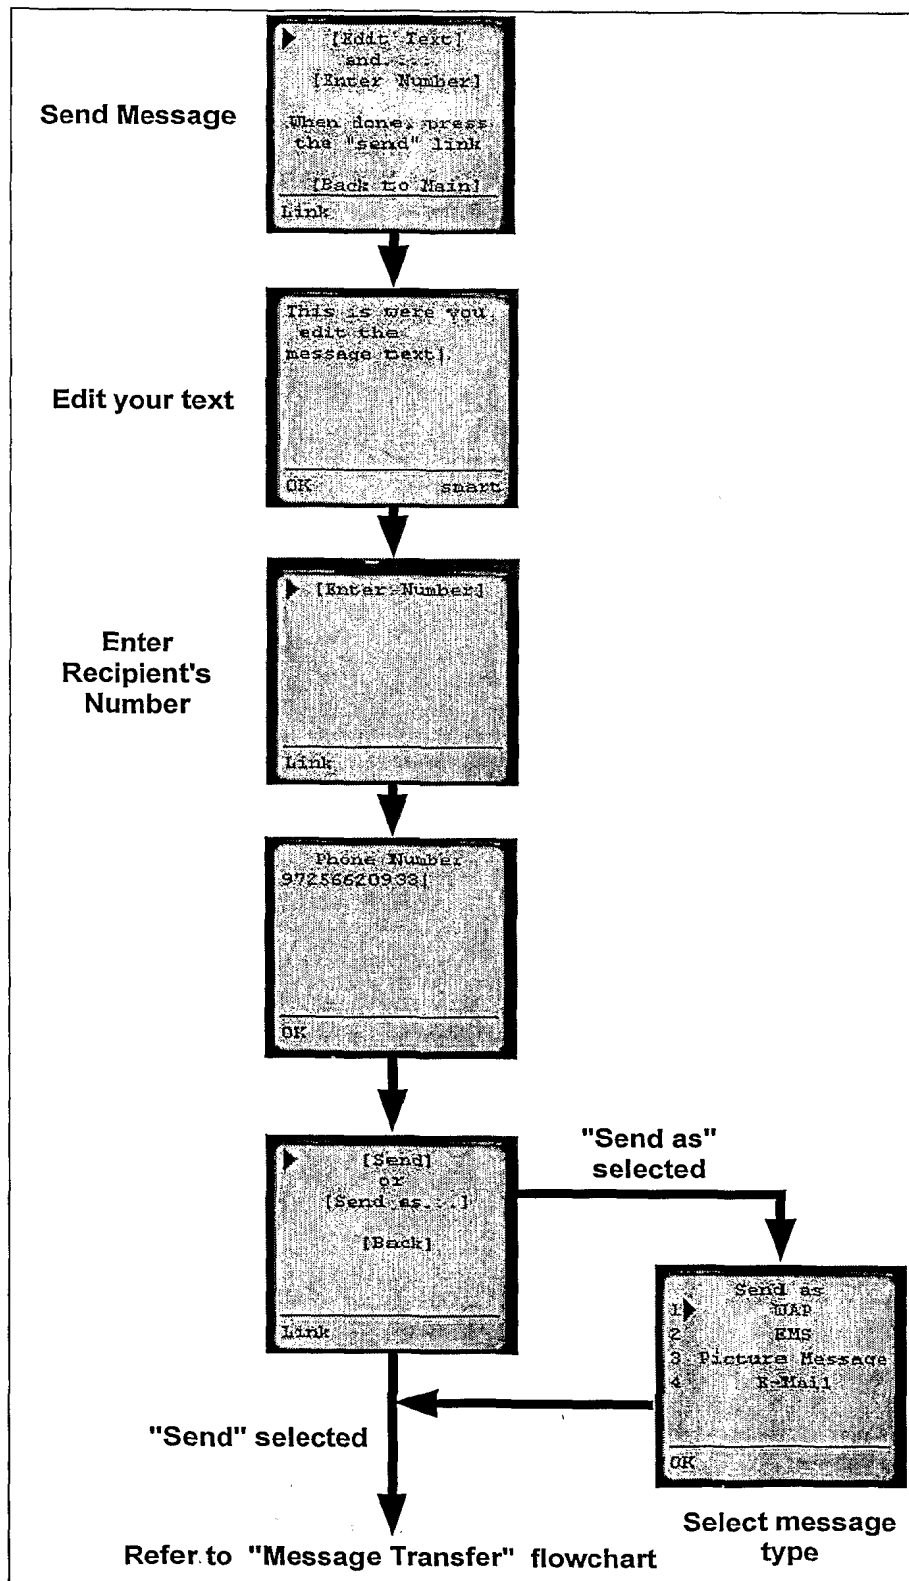 [Edit Text]
and....
[Enter Number]
Send Message
When done, press
the "send" link
[Back to Main]
Link
This is were you
edit the
message text|.
Edit your text
OK smart
[Enter Number]
Enter
Recipient's
Number
Link
Phone Number
97256620933|
OK
"Send as"
selected
[Send]
or
[Send as...]
[Back]
Link
Send as
1 WAP
2 EMS
3 Picture Message
4 E-Mail
OK
"Send" selected
Select message
type
Refer to "Message Transfer" flowchart